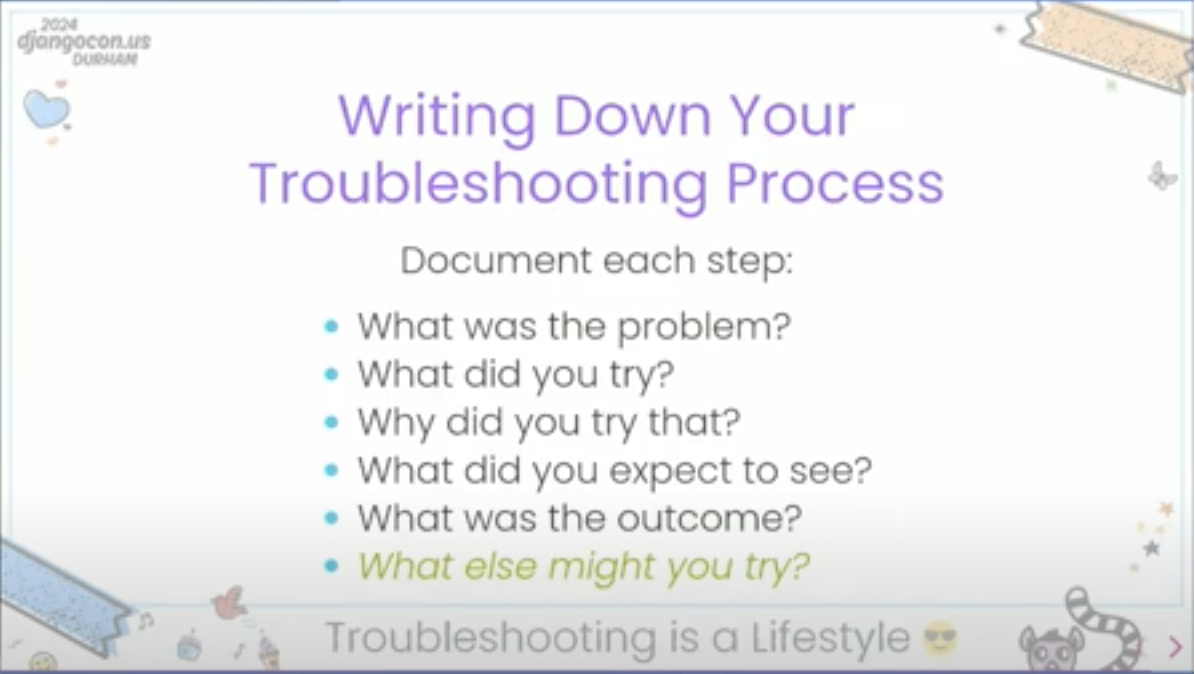 2024
djangocon.us
DURHAM
Writing Down Your
Troubleshooting Process
Document each step:
What was the problem?
What did you try?
Why did you try that?
What did you expect to see?
What was the outcome?
What else might you try?
Troubleshooting is a Lifestyle 😎